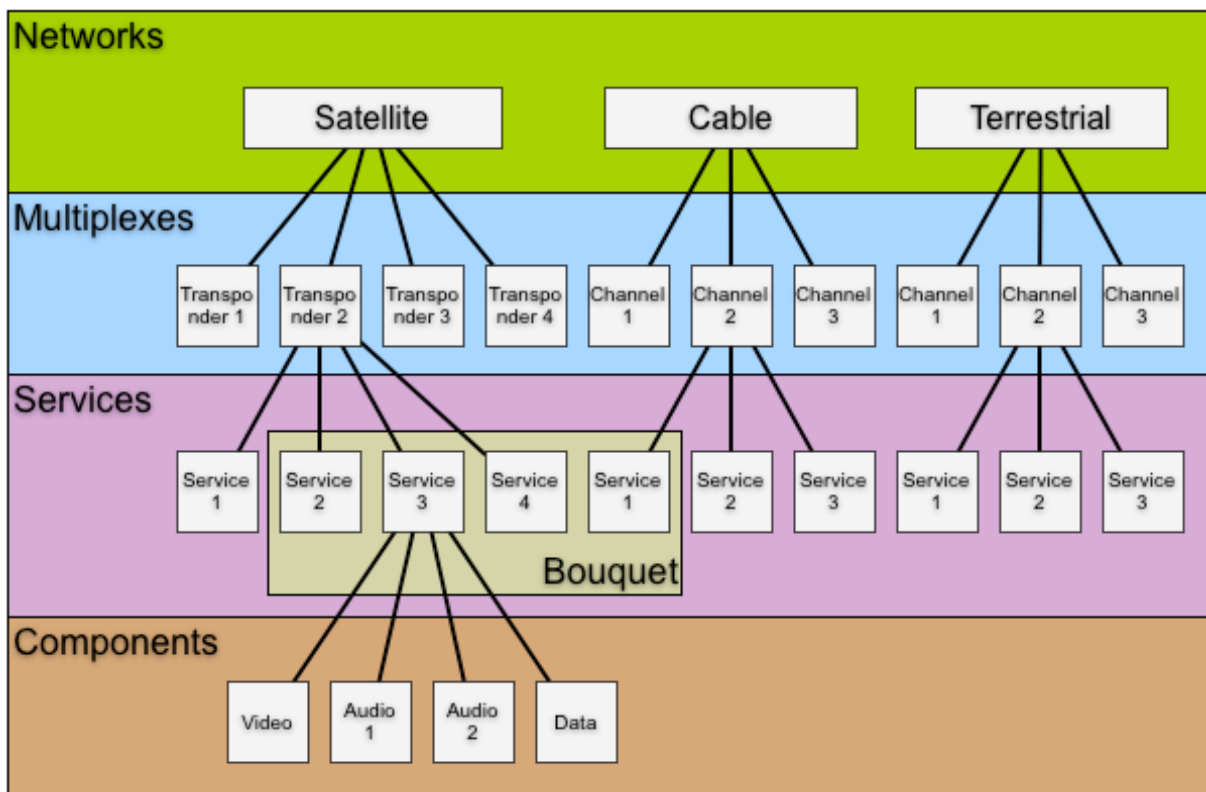 Networks
Satellite
Cable
Terrestrial
Multiplexes
Transpo
nder 1
Transpo
nder 2
Transpo
nder 3
Transpo
nder 4
Channel
1
Channel
2
Channel
3
Channel
1
Channel
2
Channel
3
Services
Service
1
Service
2
Service
3
Service
4
Service
1
Service
2
Service
3
Service
1
Service
2
Service
3
Bouquet
Components
Video
Audio
1
Audio
2
Data